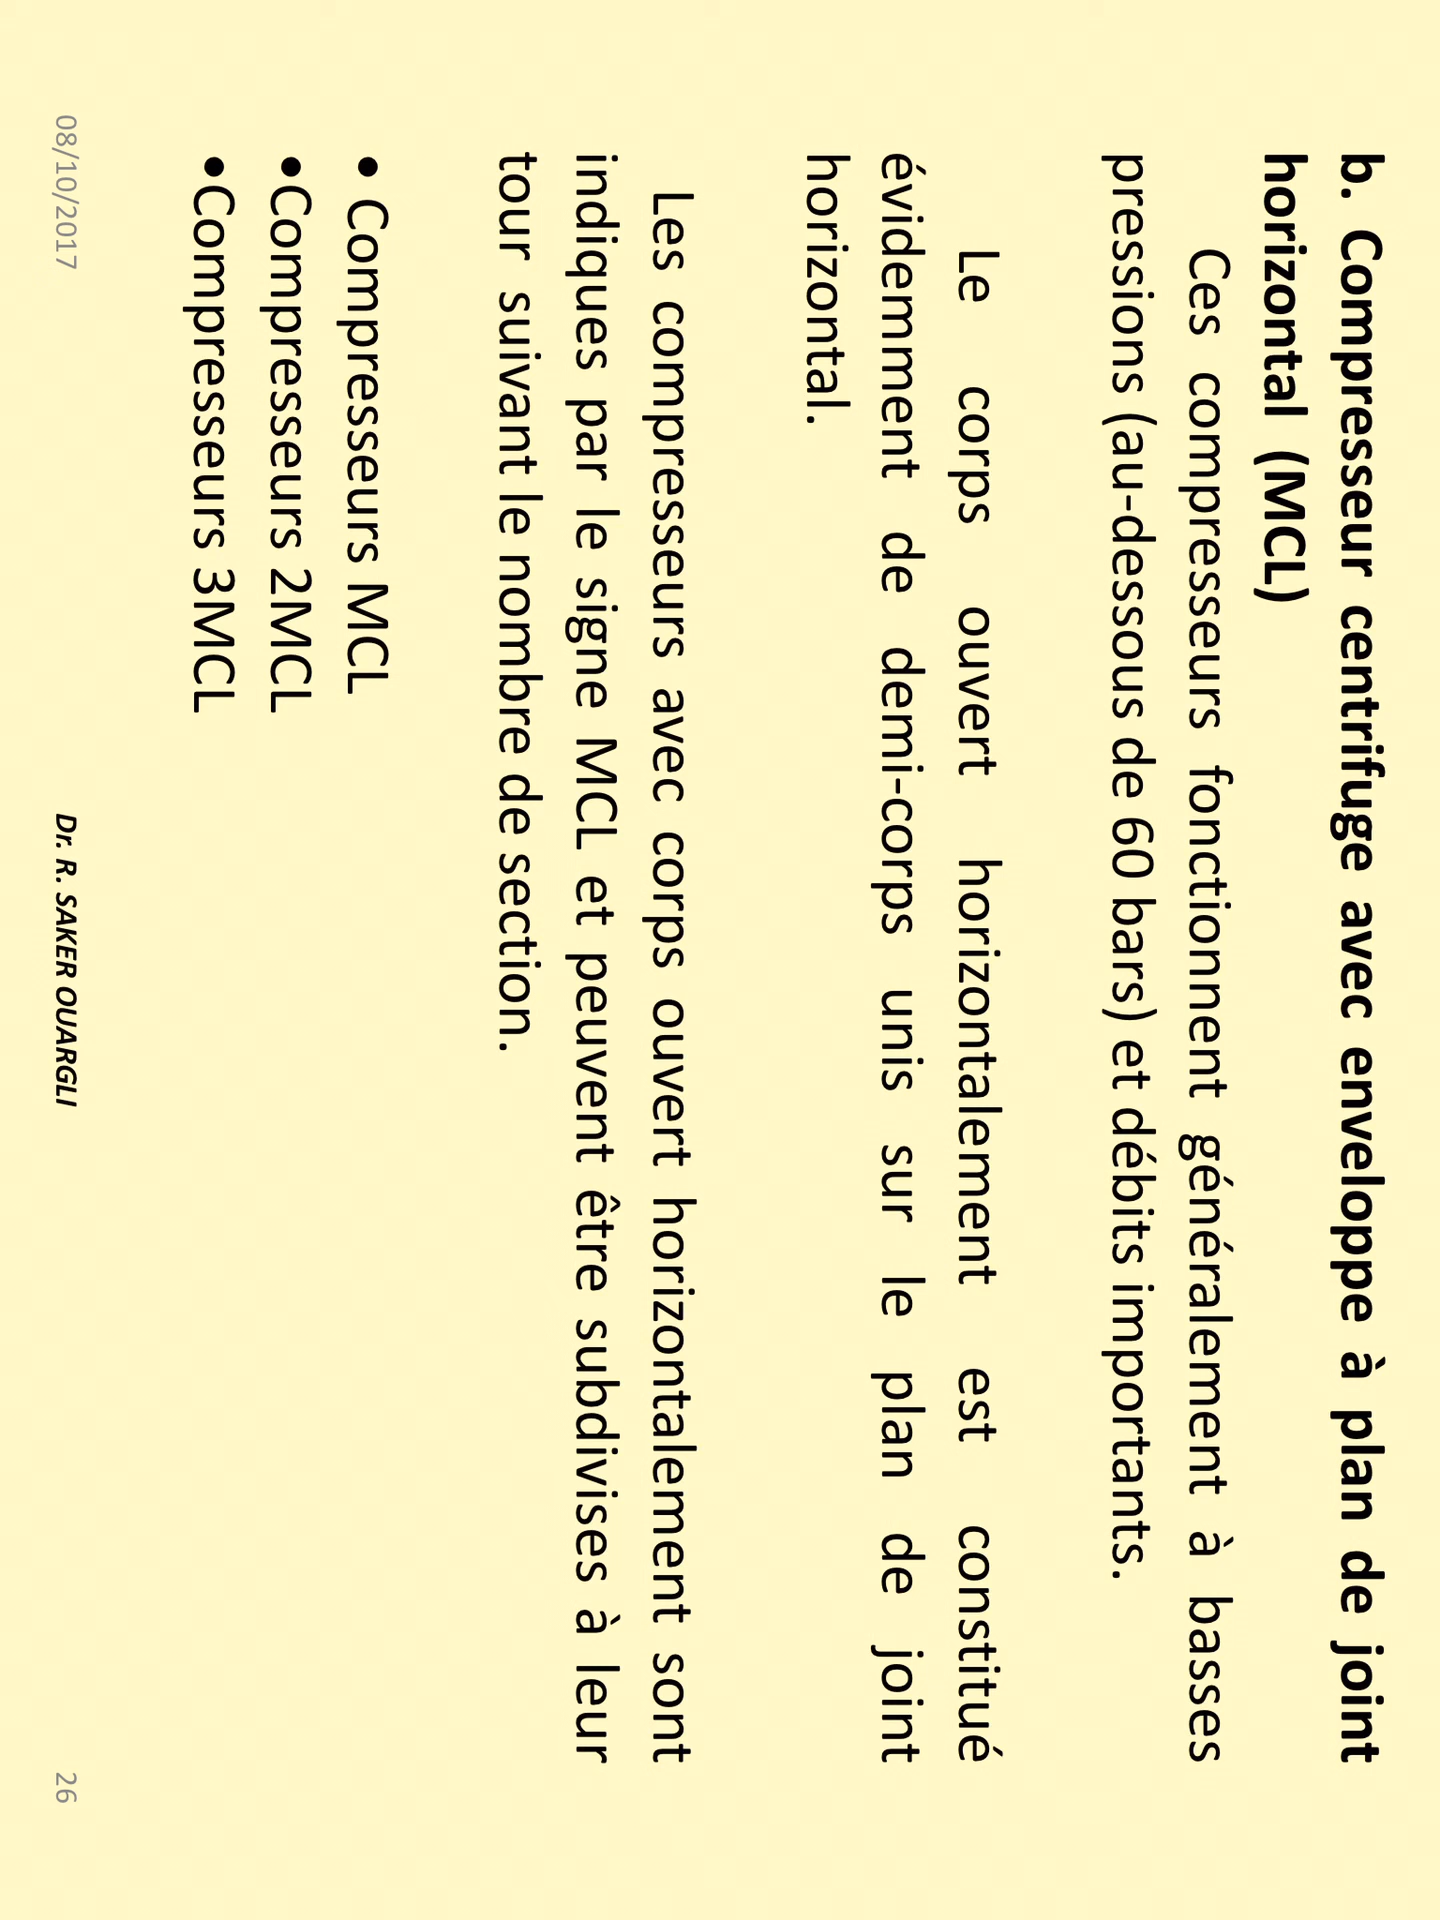 b. Compresseur centrifuge avec enveloppe à plan de joint
horizontal (MCL)
Ces compresseurs fonctionnent généralement à basses
pressions (au-dessous de 60 bars) et débits importants.
Le corps ouvert horizontalement est constitué
évidemment de demi-corps unis sur le plan de joint
horizontal.
Les compresseurs avec corps ouvert horizontalement sont
indiques par le signe MCL et peuvent être subdivises à leur
tour suivant le nombre de section.
• Compresseurs MCL
•Compresseurs 2MCL
•Compresseurs 3MCL
08/10/2017
Dr. R. SAKER OUARGLI
26